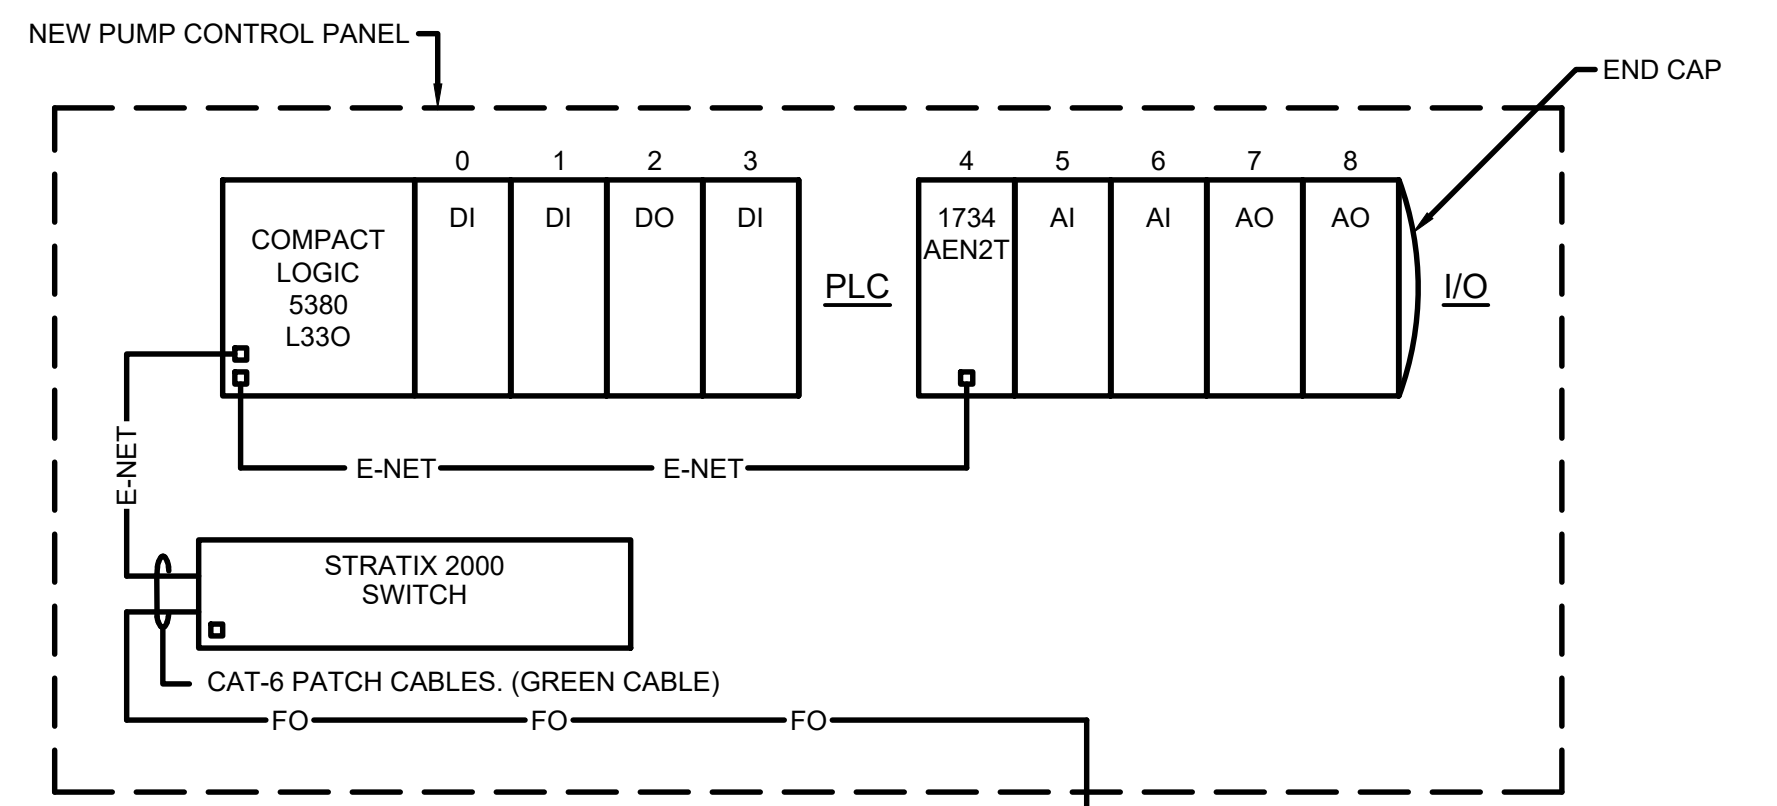 NEW PUMP CONTROL PANEL
END CAP
0 1 2 3 4 5 6 7 8
DI DI DO DI
COMPACT
LOGIC
5380
L33O
PLC
1734
AEN2T
AI AI AO AO
I/O
E-NET
E-NET E-NET
STRATIX 2000
SWITCH
CAT-6 PATCH CABLES. (GREEN CABLE)
FO FO FO